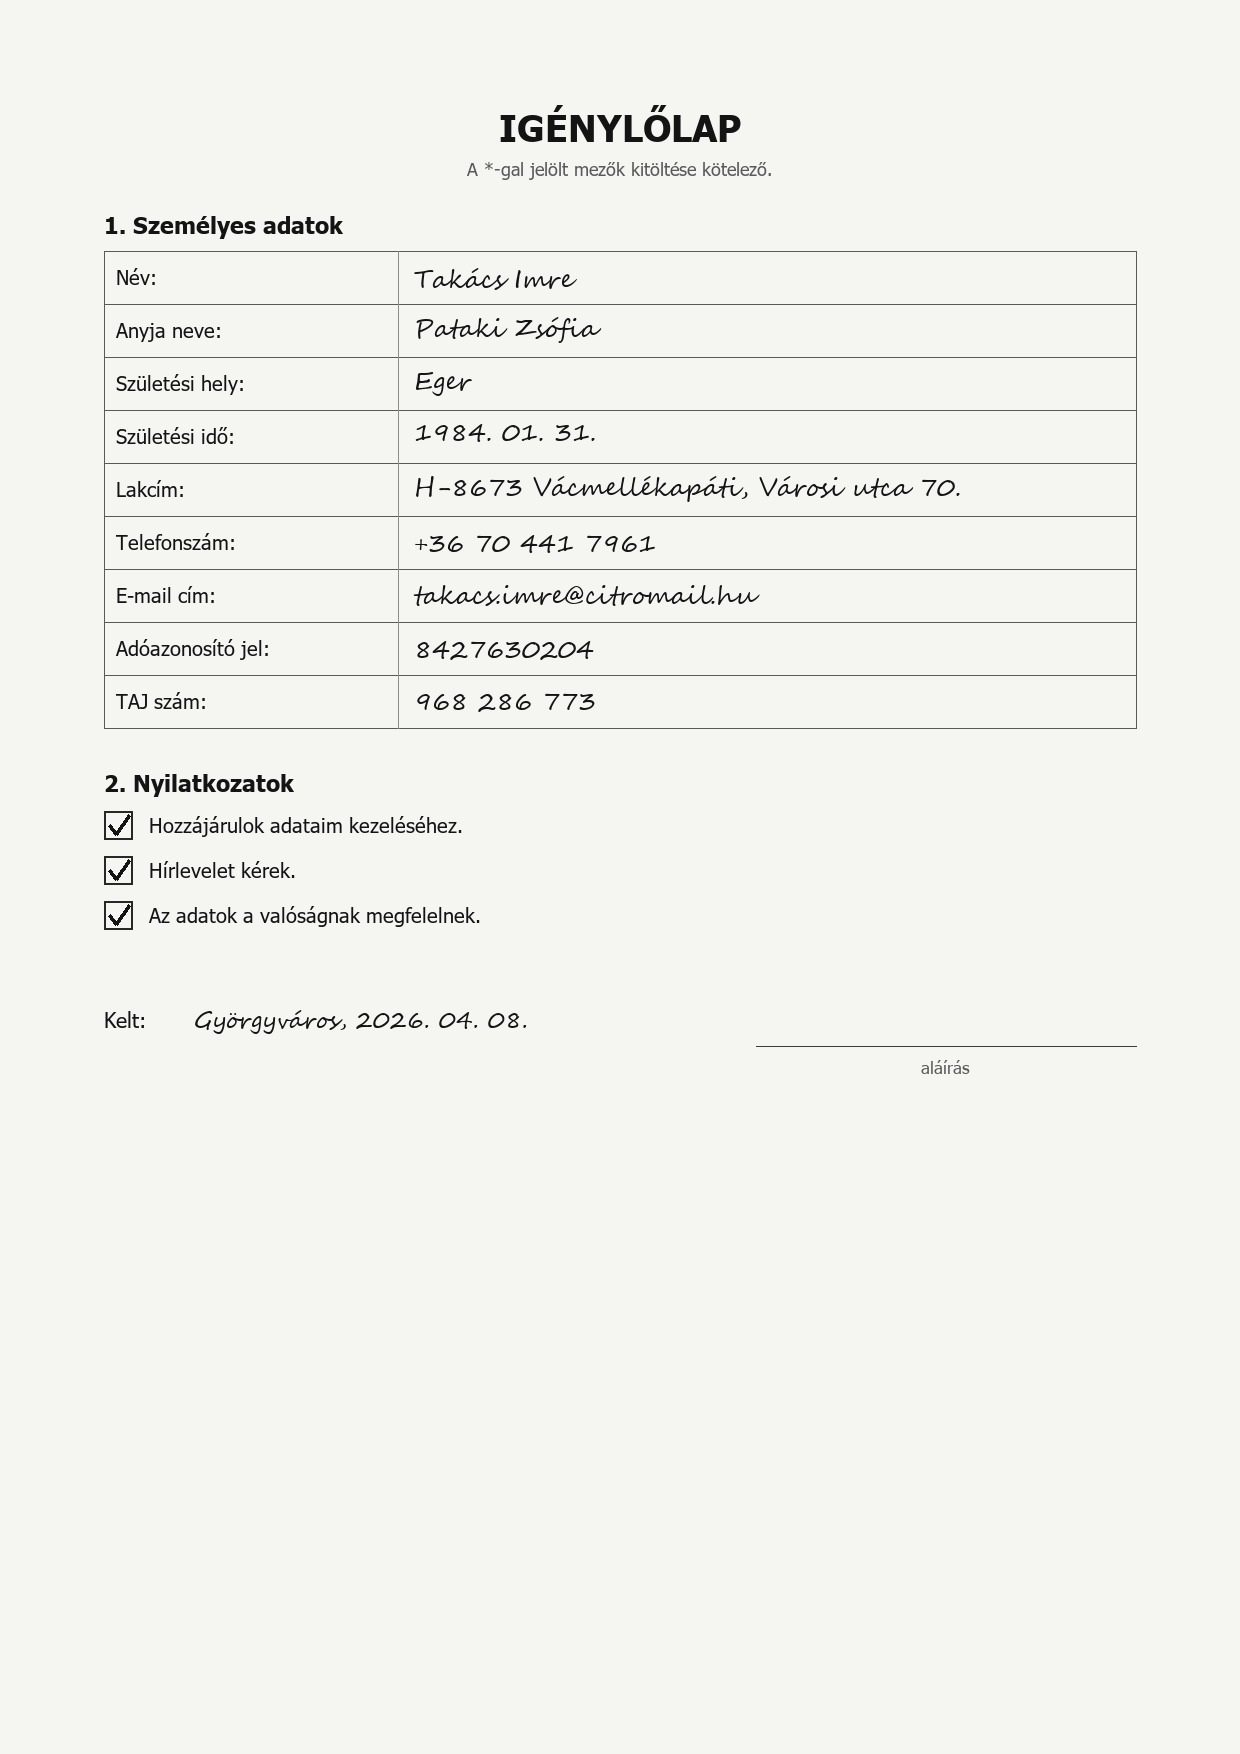 IGÉNYLŐLAP
A *-gal jelölt mezők kitöltése kötelező.
1. Személyes adatok
Név: Takács Imre
Anyja neve: Pataki Zsófia
Születési hely: Eger
Születési idő: 1984. 01. 31.
Lakcím: H-8673 Vácmellékapáti, Városi utca 70.
Telefonszám: +36 70 441 7961
E-mail cím: takacs.imre@citromail.hu
Adóazonosító jel: 8427630204
TAJ szám: 968 286 773
2. Nyilatkozatok
Hozzájárulok adataim kezeléséhez.
Hírlevelet kérek.
Az adatok a valóságnak megfelelnek.
Kelt: Györgyváros, 2026. 04. 08.
aláírás